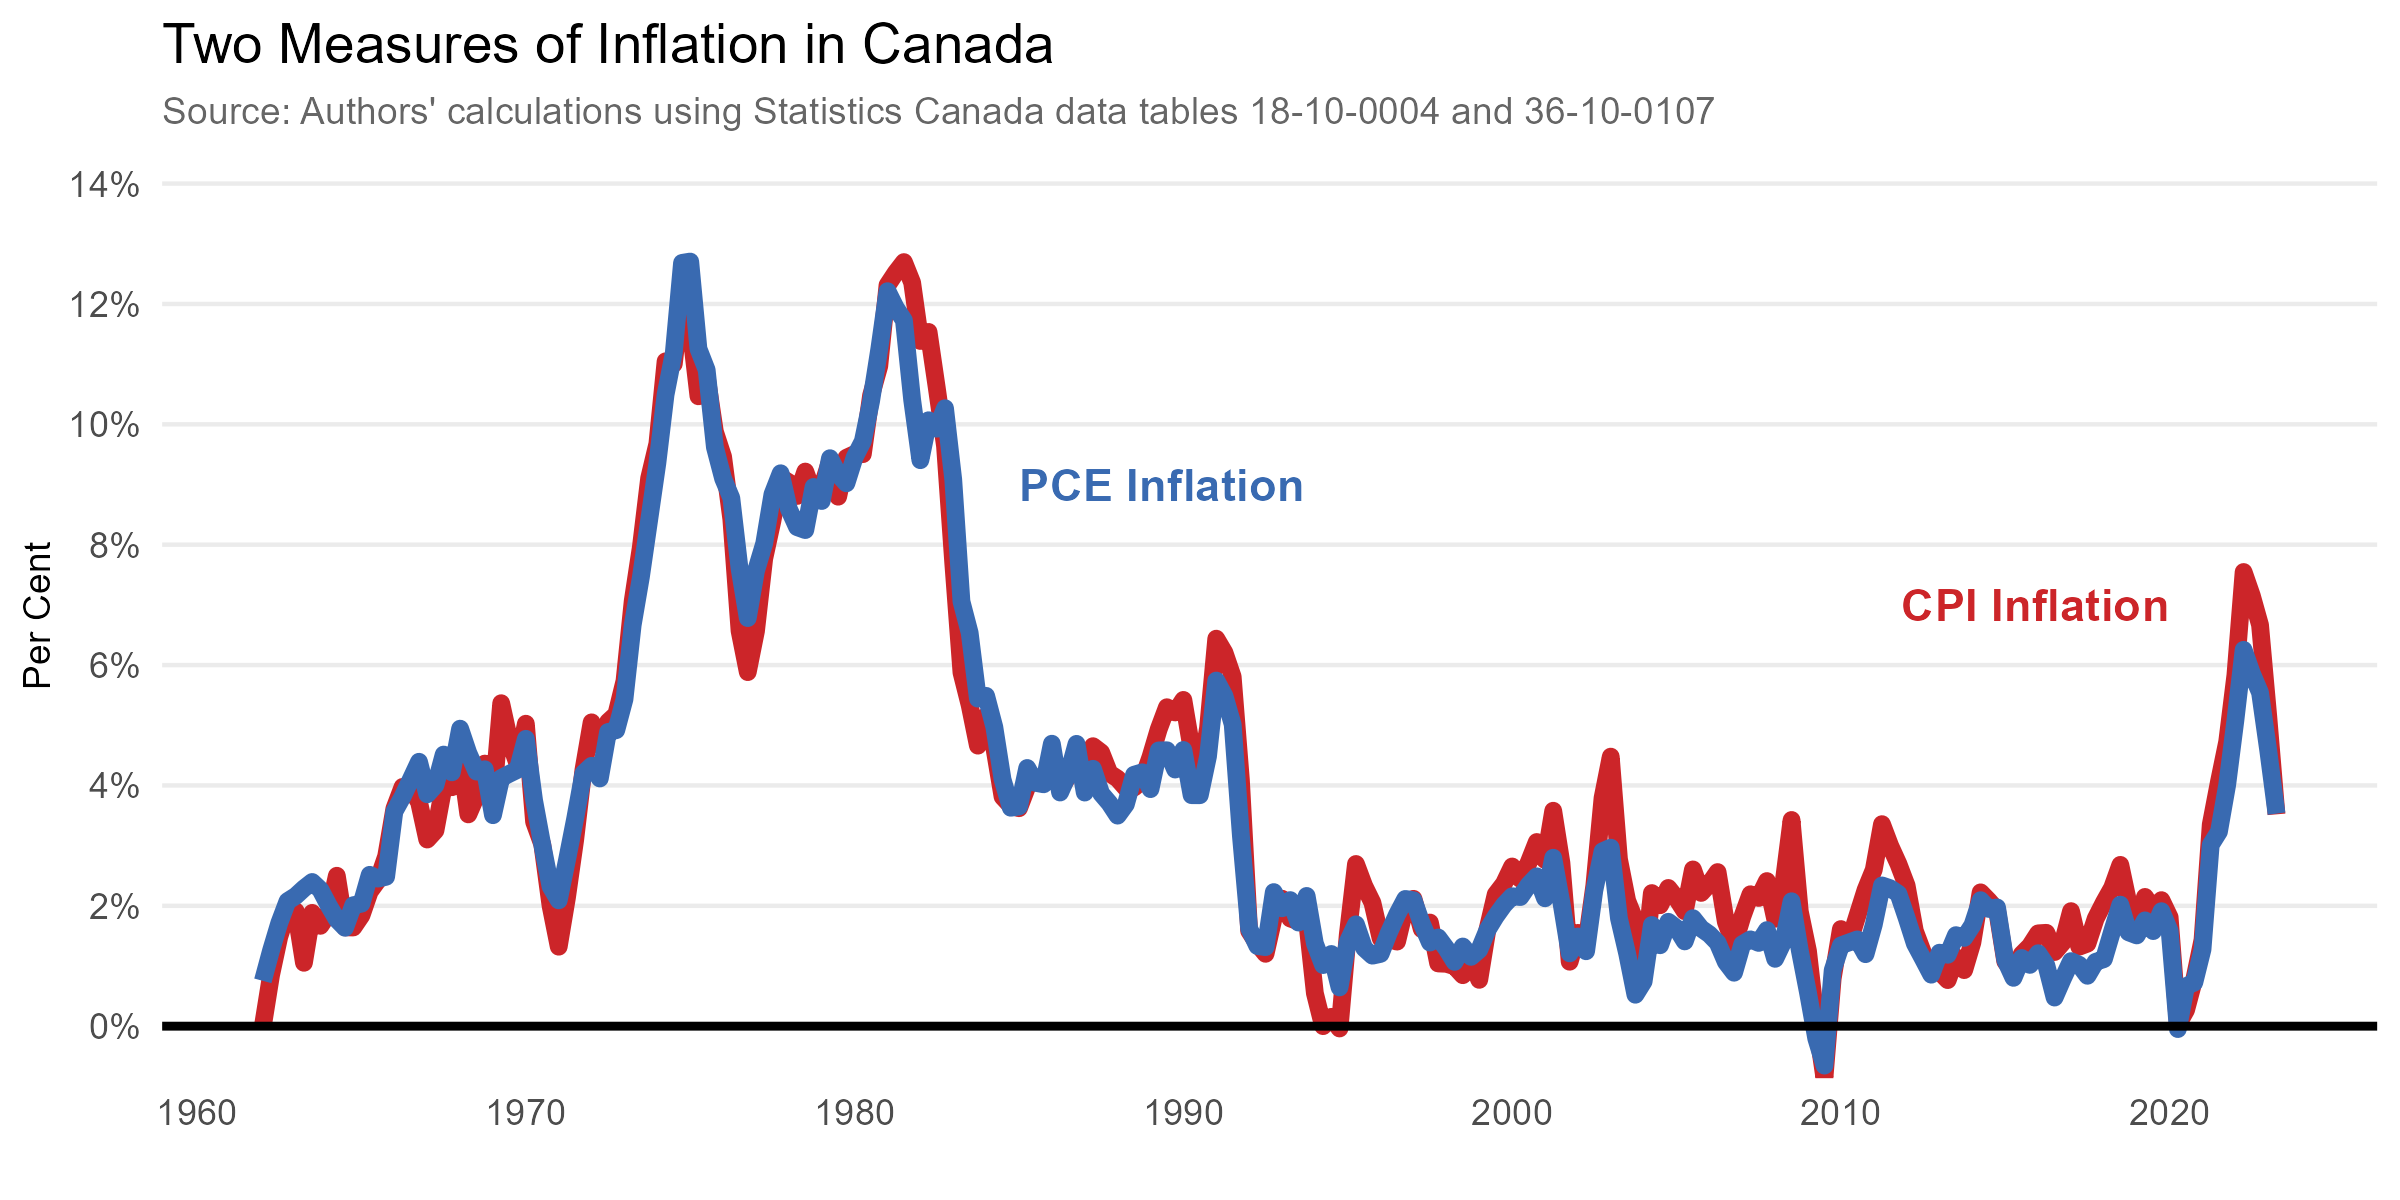 Two Measures of Inflation in Canada
Source: Authors' calculations using Statistics Canada data tables 18-10-0004 and 36-10-0107
14%
12%
10%
8%
6%
4%
2%
0%
Per Cent
PCE Inflation
CPI Inflation
1960 1970 1980 1990 2000 2010 2020